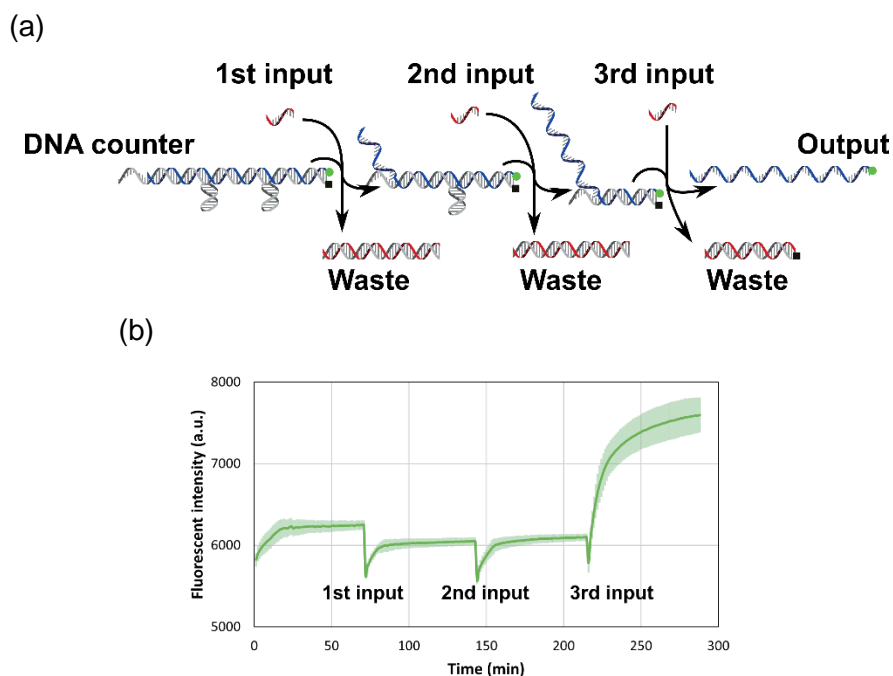 (a)
1st input
2nd input
3rd input
DNA counter
Output
Waste
Waste
Waste
(b)
8000
7000
6000
5000
Fluorescent intensity (a.u.)
1st input
2nd input
3rd input
0
50
100
150
200
250
300
Time (min)